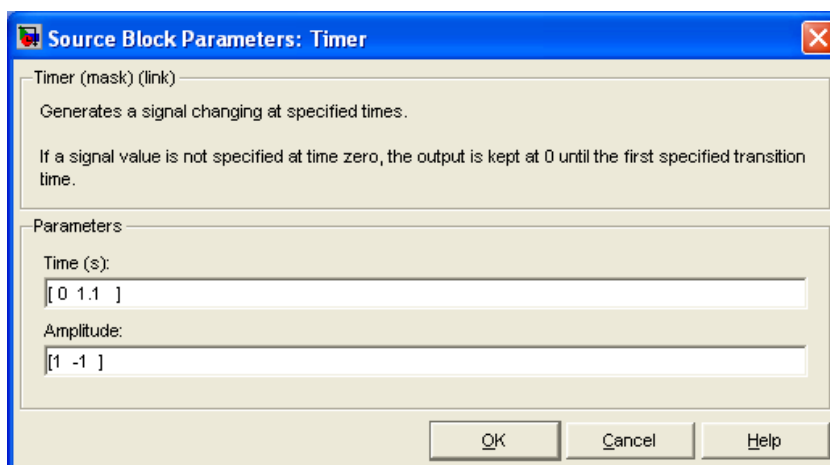 Source Block Parameters: Timer
Timer (mask) (link)
Generates a signal changing at specified times.
If a signal value is not specified at time zero, the output is kept at 0 until the first specified transition
time.
Parameters
Time (s):
[ 0  1.1   ]
Amplitude:
[1  -1  ]
OK
Cancel
Help